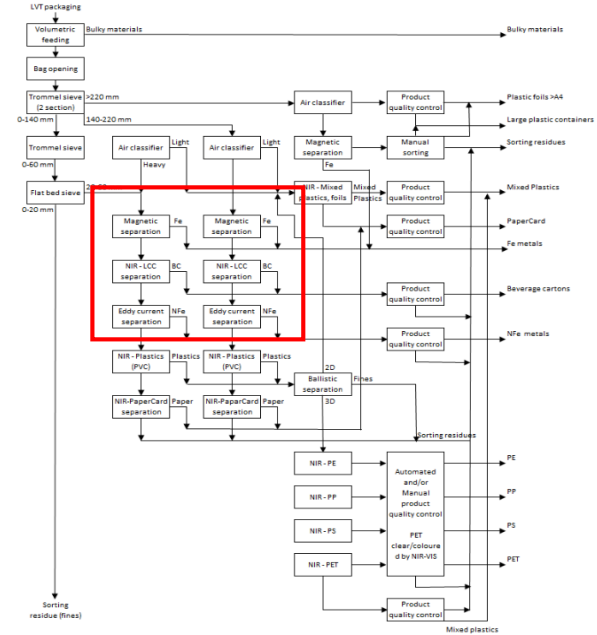 LVT packaging
Volumetric
feeding
Bulky materials
Bulky materials
Bag opening
Trommel sieve
(2 section)
>220 mm
Air classifier
Product
quality control
Plastic foils >A4
0-140 mm
140-220 mm
Large plastic containers
Trommel sieve
Air classifier
Light
Air classifier
Light
Magnetic
separation
Manual
sorting
Sorting residues
0-60 mm
Heavy
Fe
Flat bed sieve
NIR - Mixed
plastics, foils
Mixed
Plastics
Product
quality control
Mixed Plastics
0-20 mm
Magnetic
separation
Fe
Magnetic
separation
Fe
Product
quality control
PaperCard
Fe metals
NIR - LCC
separation
BC
NIR - LCC
separation
BC
Product
quality control
Beverage cartons
Eddy current
separation
NFe
Eddy current
separation
NFe
Product
quality control
NFe metals
NIR - Plastics
(PVC)
Plastics
NIR - Plastics
(PVC)
Plastics
2D
Ballistic
separation
Fines
3D
NIR-PaperCard
separation
Paper
NIR-PaparCard
separation
Paper
Sorting residues
NIR - PE
Automated
and/or
Manual
product
quality control
PET
clear/coloure
d by NIR-VIS
PE
NIR - PP
PP
NIR - PS
PS
NIR - PET
PET
Sorting
residue (fines)
Product
quality control
Mixed plastics